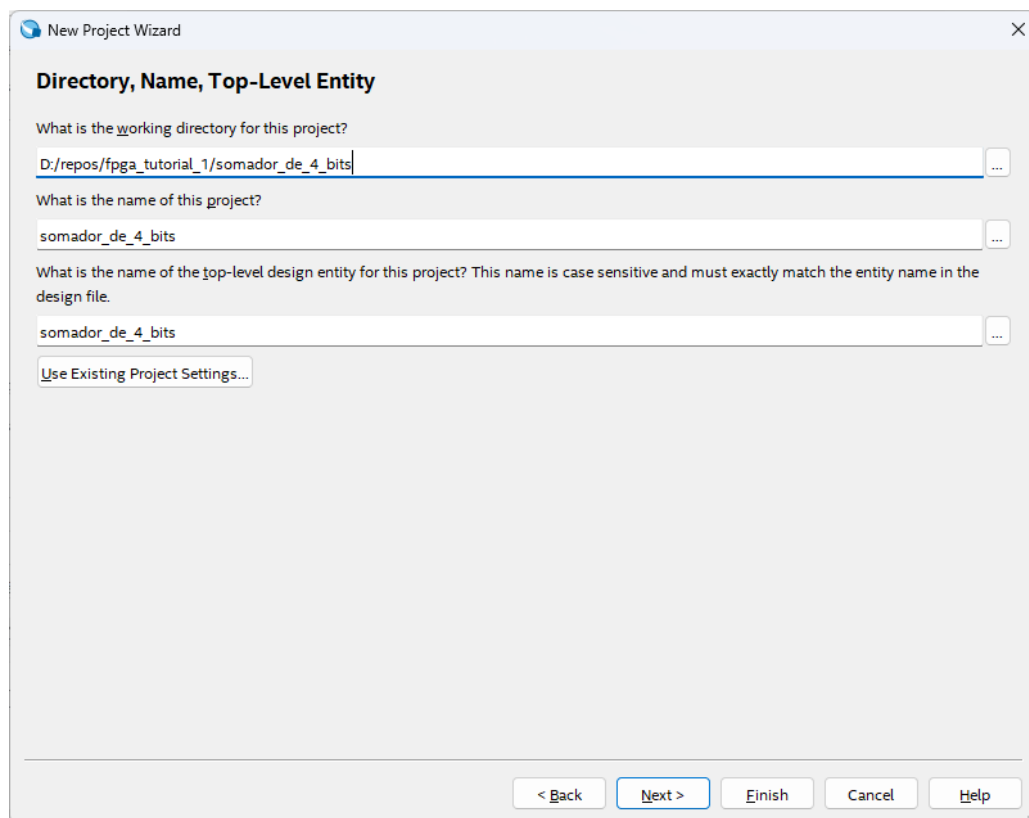 New Project Wizard
Directory, Name, Top-Level Entity
What is the working directory for this project?
D:/repos/fpga_tutorial_1/somador_de_4_bits
...
What is the name of this project?
somador_de_4_bits
...
What is the name of the top-level design entity for this project? This name is case sensitive and must exactly match the entity name in the
design file.
somador_de_4_bits
...
Use Existing Project Settings...
< Back
Next >
Finish
Cancel
Help